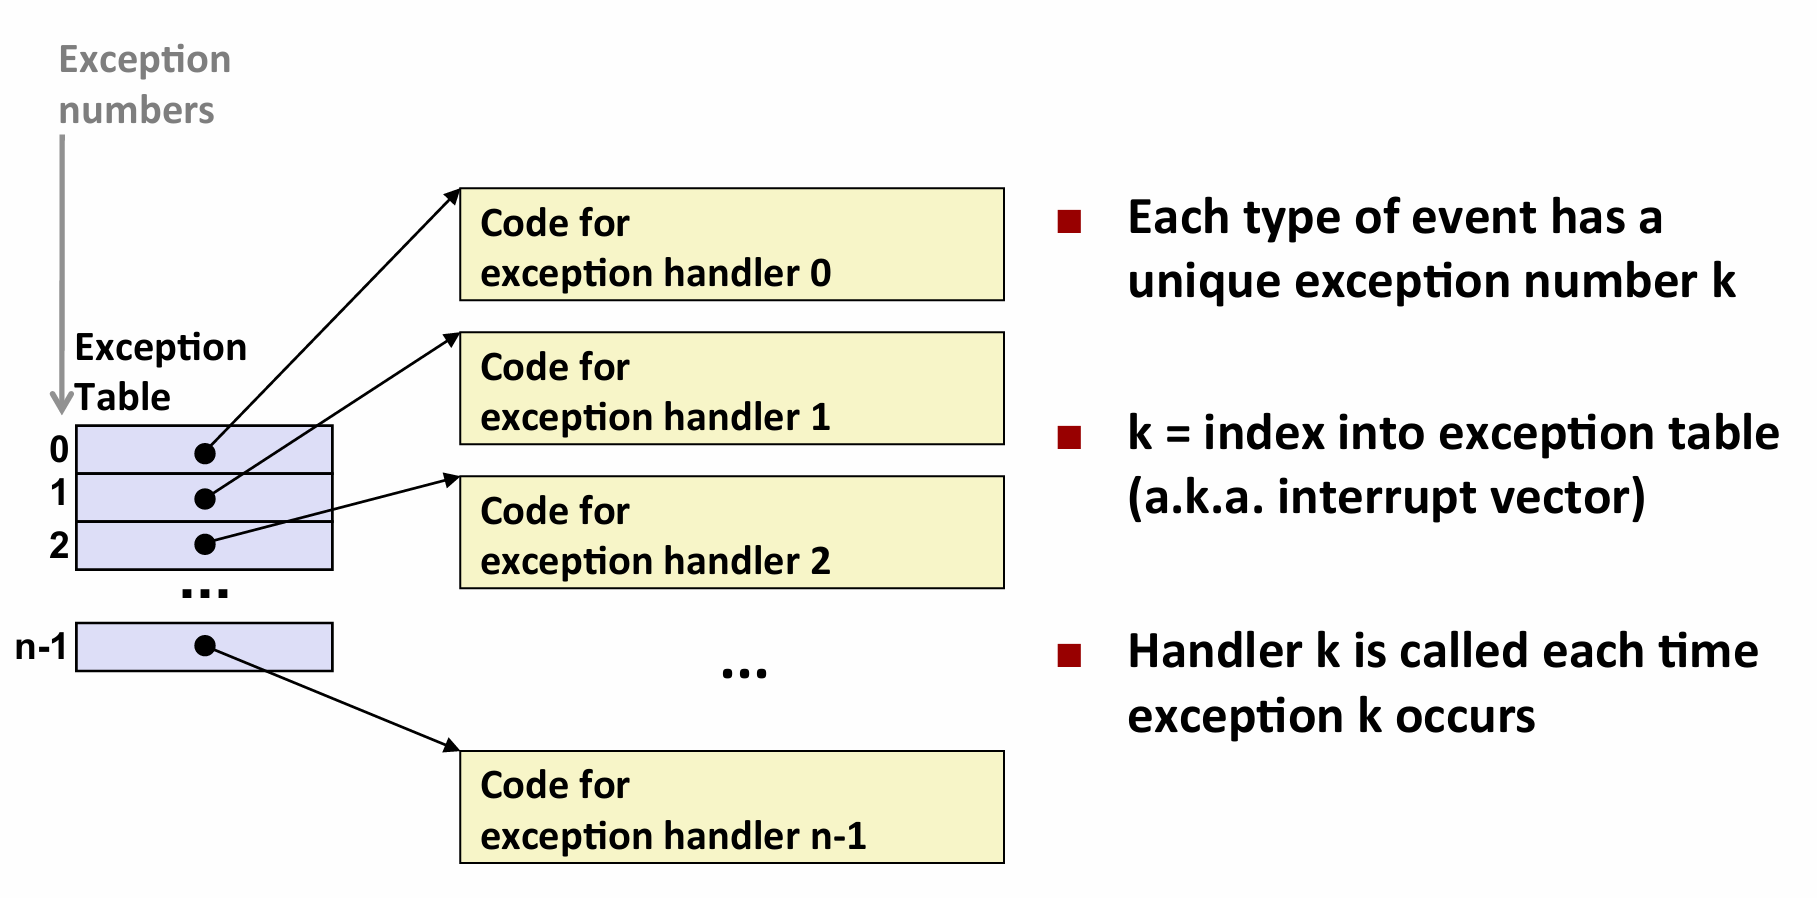 Exception
numbers
Exception
Table
0
1
2
...
n-1
Code for
exception handler 0
Code for
exception handler 1
Code for
exception handler 2
...
Code for
exception handler n-1
Each type of event has a
unique exception number k
k = index into exception table
(a.k.a. interrupt vector)
Handler k is called each time
exception k occurs